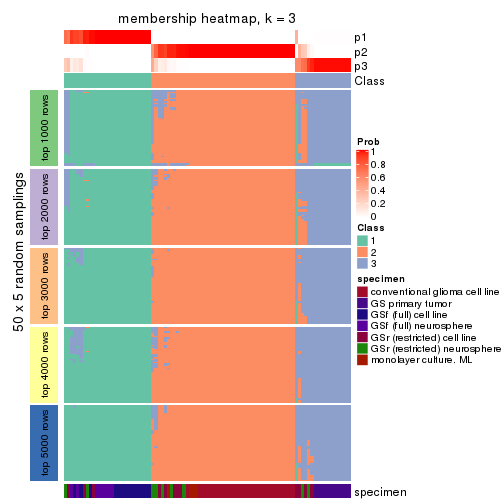 membership heatmap, k = 3
p1
p2
p3
Class
50 x 5 random samplings
top 1000 rows
top 2000 rows
top 3000 rows
top 4000 rows
top 5000 rows
specimen
Prob
1
0.8
0.6
0.4
0.2
0
Class
1
2
3
specimen
conventional glioma cell line
GS primary tumor
GSf (full) cell line
GSf (full) neurosphere
GSr (restricted) cell line
GSr (restricted) neurosphere
monolayer culture, ML